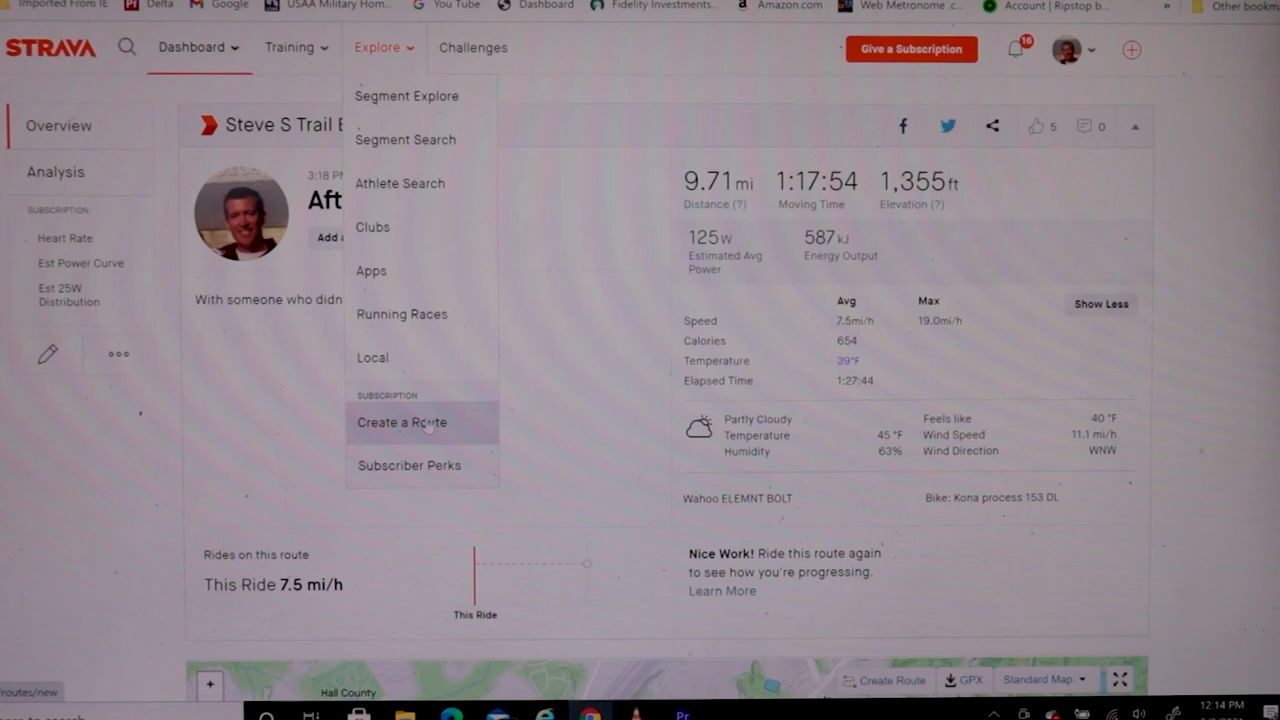 Imported From IE
Delta
Google
USAA Military Hom...
You Tube
Dashboard
Fidelity Investments...
Amazon.com
Web Metronome .c...
Account | Ripstop b...
»
Other bookm
STRAVA
Dashboard
Training
Explore
Challenges
Give a Subscription
16
Overview
Analysis
SUBSCRIPTION
Heart Rate
Est Power Curve
Est 25W
Distribution
Segment Explore
Segment Search
Athlete Search
Clubs
Apps
Running Races
Local
SUBSCRIPTION
Create a Route
Subscriber Perks
Steve S Trail
5
0
3:18 PM
Aft
Add a
With someone who didn
9.71 mi
1:17:54
1,355 ft
Distance (?)
Moving Time
Elevation (?)
125 W
587 kJ
Estimated Avg
Power
Energy Output
Avg
Max
Show Less
Speed
7.5mi/h
19.0mi/h
Calories
654
Temperature
39°F
Elapsed Time
1:27:44
Partly Cloudy
Feels like
40 °F
Temperature
45 °F
Wind Speed
11.1 mi/h
Humidity
63%
Wind Direction
WNW
Wahoo ELEMNT BOLT
Bike: Kona process 153 DL
Rides on this route
This Ride 7.5 mi/h
This Ride
Nice Work! Ride this route again
to see how you're progressing.
Learn More
/routes/new
+
Hall County
Create Route
GPX
Standard Map
12:14 PM